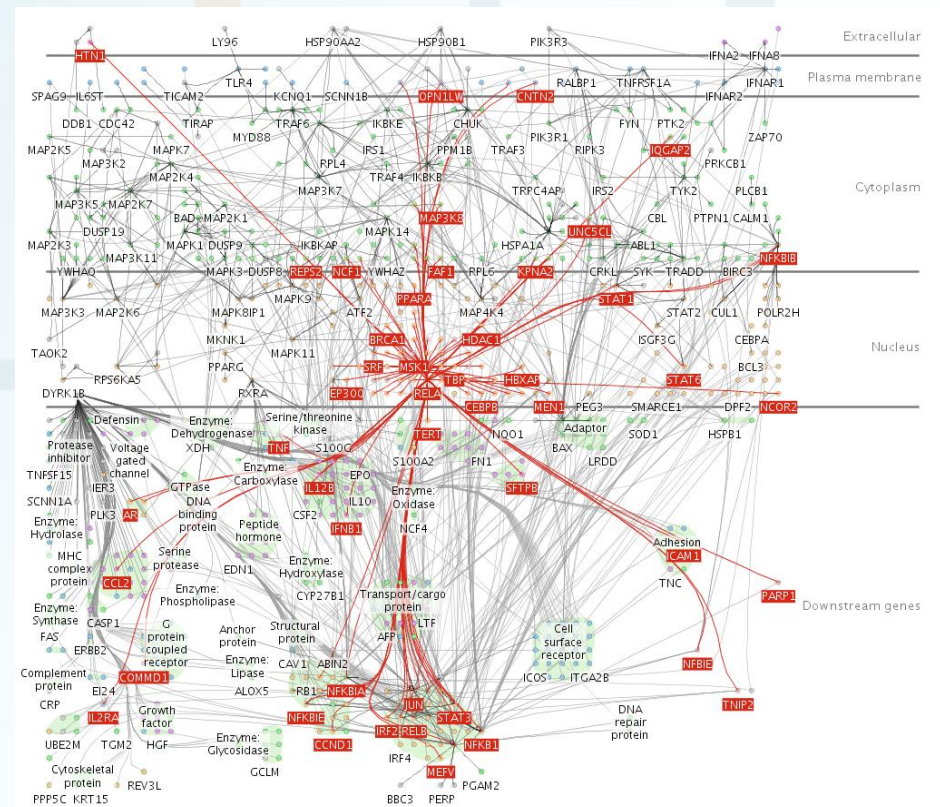 Extracellular
LY96 HSP90AA2 HSP90B1 PIK3R3
HTN1 IFNA2 IFNA8
Plasma membrane
TLR4 RALBP1 TNFRSF1A IFNAR1
SPAG9 IL6ST TICAM2 KCNQ1 SCNN1B OPN1LW CNTN2 IFNAR2
DDB1 CDC42 TIRAP TRAF6 IKBKE CHUK FYN PTK2
MYD88 PIK3R1 ZAP70
MAP2K5 MAPK7 IRS1 PPM1B TRAF3 RIPK3 IQGAP2
MAP3K2 RPL4 PRKCB1
MAP2K4 TRAF4 IKBKB
MAP3K7 TRPC4AP IRS2 TYK2 PLCB1
Cytoplasm
MAP3K5 MAP2K7
BAD MAP2K1 MAP3K8 CBL PTPN1 CALM1
DUSP19 MAPK14 UNC5CL
MAP2K3 MAPK1 DUSP9 IKBKAP HSPA1A ABL1
MAP3K11 NFKBIB
YWHAQ MAPK3 DUSP8 REPS2 NCF1 YWHAZ FAF1 RPL6 KPNA2 CRKL SYK TRADD BIRC3
MAPK9 PPARA STAT1
MAP3K3 MAP2K6 MAPK8IP1 ATF2 MAP4K4 STAT2 CUL1 POLR2H
MKNK1 BRCA1 HDAC1 ISGF3G CEBPA
Nucleus
TAOK2 MAPK11
PPARG SRF MSK1 BCL3
RPS6KA5 TBP HBXAP STAT6
DYRK1B RXRA EP300 RELA
CEBPB MEN1 PEG3 SMARCE1 DPF2 NCOR2
Defensin Enzyme: Serine/threonine
Dehydrogenase kinase Adaptor
TERT NQO1 SOD1 HSPB1
Protease Voltage XDH TNF S100G BAX
inhibitor gated FN1 LRDD
channel Enzyme: S100A2
TNFSF15 Carboxylase EPO
IER3 GTPase IL12B Enzyme: SFTPB
SCNN1A DNA IL10 Oxidase
PLK3 AR binding CSF2
Enzyme: protein Peptide IFNB1 NCF4
Hydrolase hormone
Adhesion
MHC Serine ICAM1
complex protease EDN1 Enzyme:
protein CCL2 Hydroxylase TNC
Enzyme: CYP27B1 Transport/cargo PARP1
Phospholipase protein
Enzyme: Downstream genes
Synthase CASP1 LTF
FAS G Anchor Structural AFP Cell
ERBB2 protein protein protein surface
coupled receptor
receptor Enzyme: CAV1 ABIN2 NFBIE
Complement Lipase
protein COMMD1 ICOS ITGA2B
EI24 ALOX5 RB1 NFKBIA
CRP JUN TNIP2
IL2RA Growth NFKBIE STAT3 DNA
factor IRF2 RELB repair
protein
UBE2M TGM2 HGF Enzyme: CCND1 NFKB1
Glycosidase
IRF4
Cytoskeletal GCLM MEFV
protein REV3L PGAM2
PPP5C KRT15 BBC3 PERP